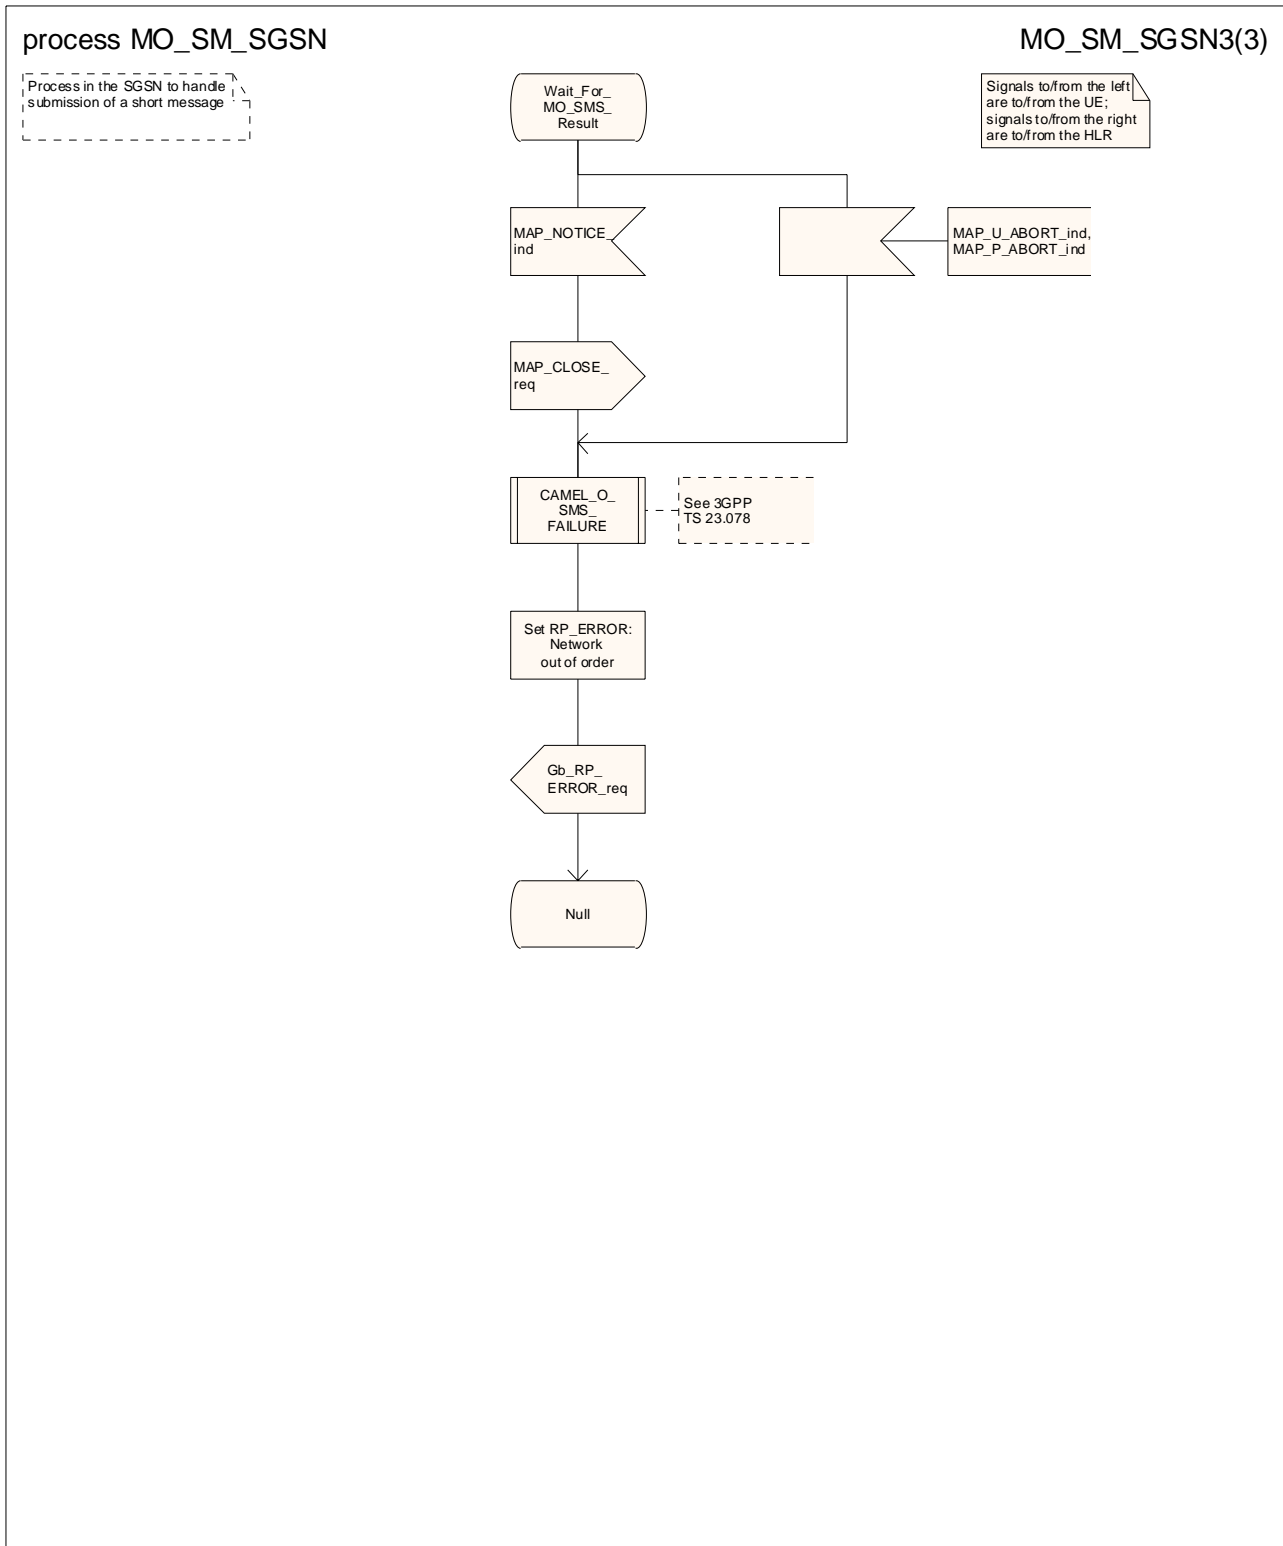 process MO_SM_SGSN
MO_SM_SGSN3(3)
Process in the SGSN to handle
submission of a short message
Wait_For_
MO_SMS_
Result
Signals to/from the left
are to/from the UE;
signals to/from the right
are to/from the HLR
MAP_NOTICE_
ind
MAP_U_ABORT_ind,
MAP_P_ABORT_ind
MAP_CLOSE_
req
CAMEL_O_
SMS_
FAILURE
See 3GPP
TS 23.078
Set RP_ERROR:
Network
out of order
Gb_RP_
ERROR_req
Null